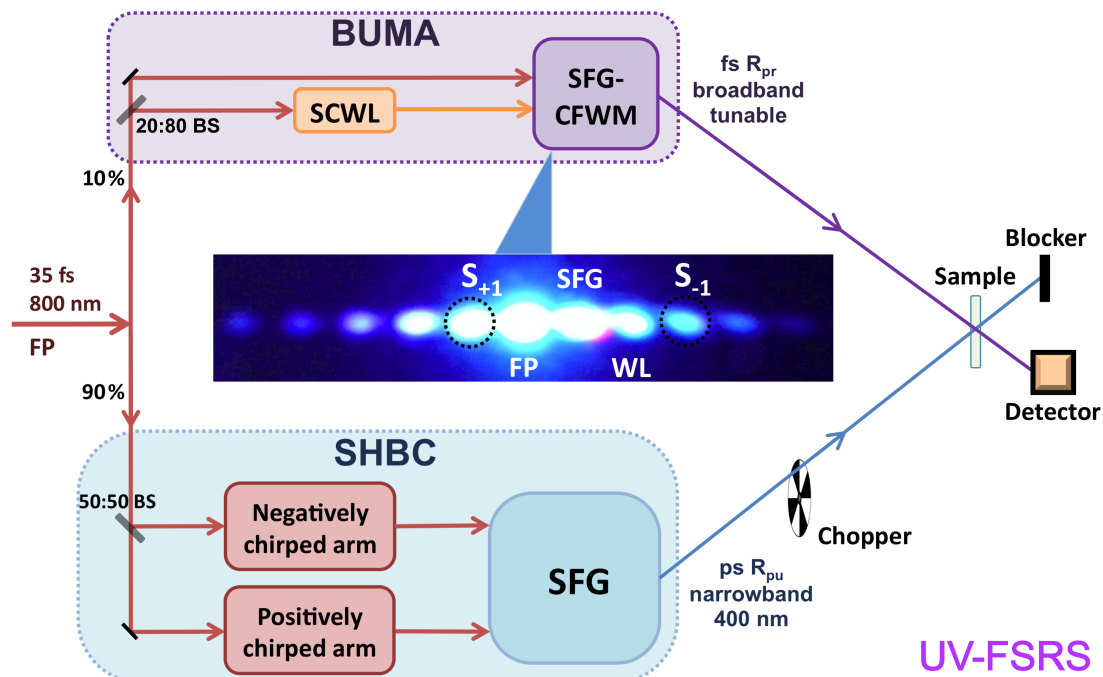 BUMA
SFG-
CFWM
SCWL
20:80 BS
fs R_pr
broadband
tunable
10%
35 fs
800 nm
FP
90%
S_+1
SFG
S_-1
FP
WL
Blocker
Sample
Detector
SHBC
50:50 BS
Negatively
chirped arm
Positively
chirped arm
SFG
Chopper
ps R_pu
narrowband
400 nm
UV-FSRS